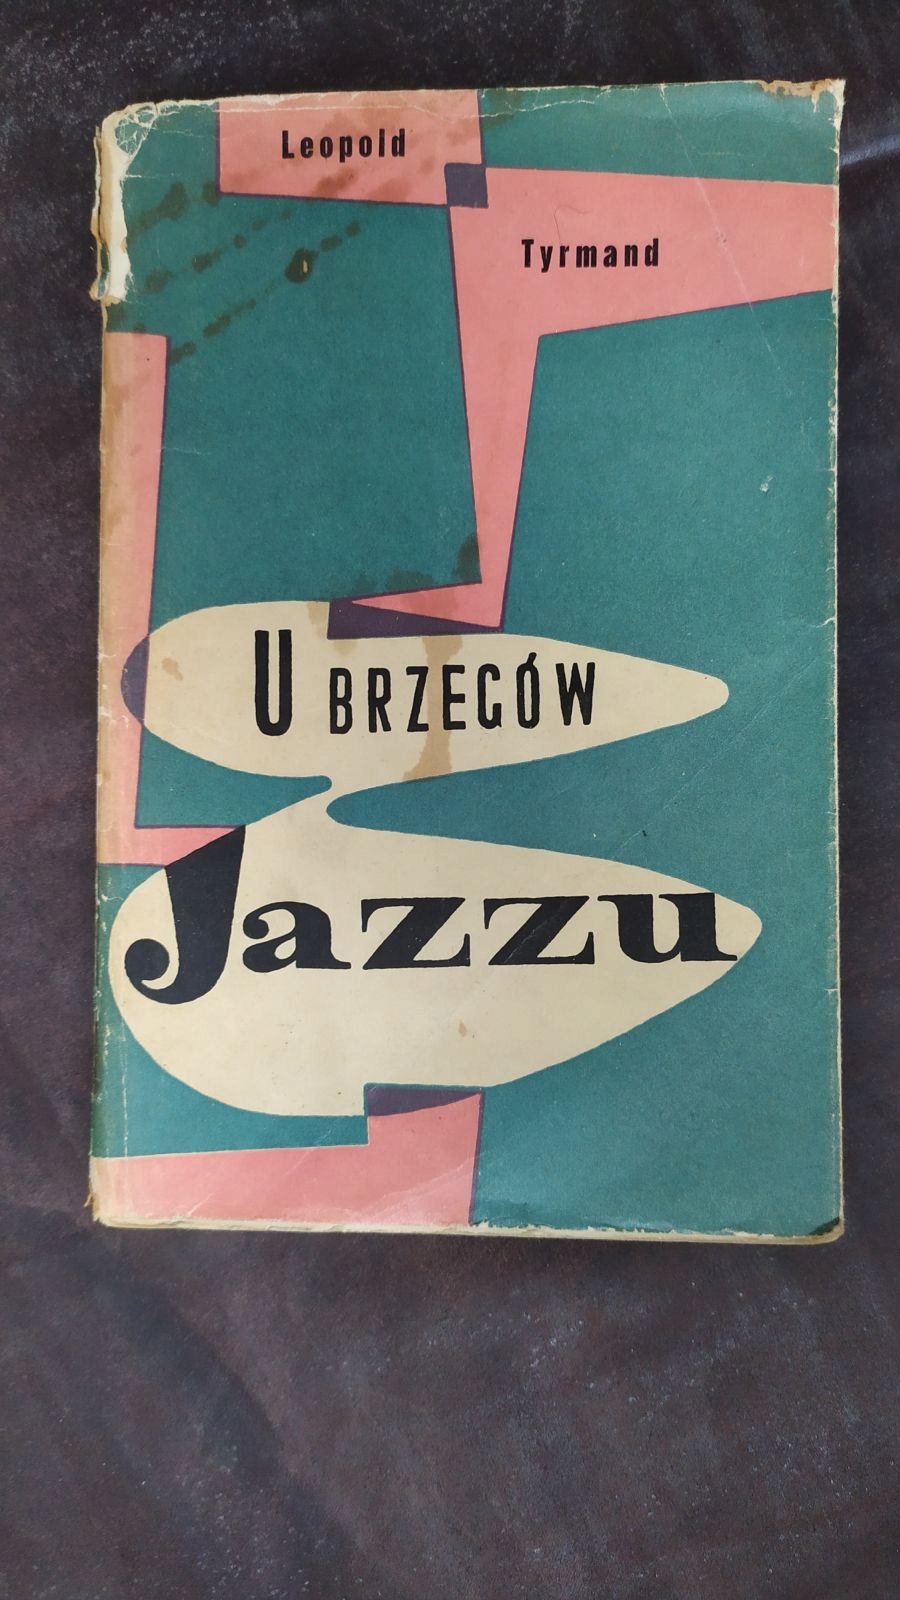 Leopold
Tyrmand
U BRZEGÓW
Jazzu